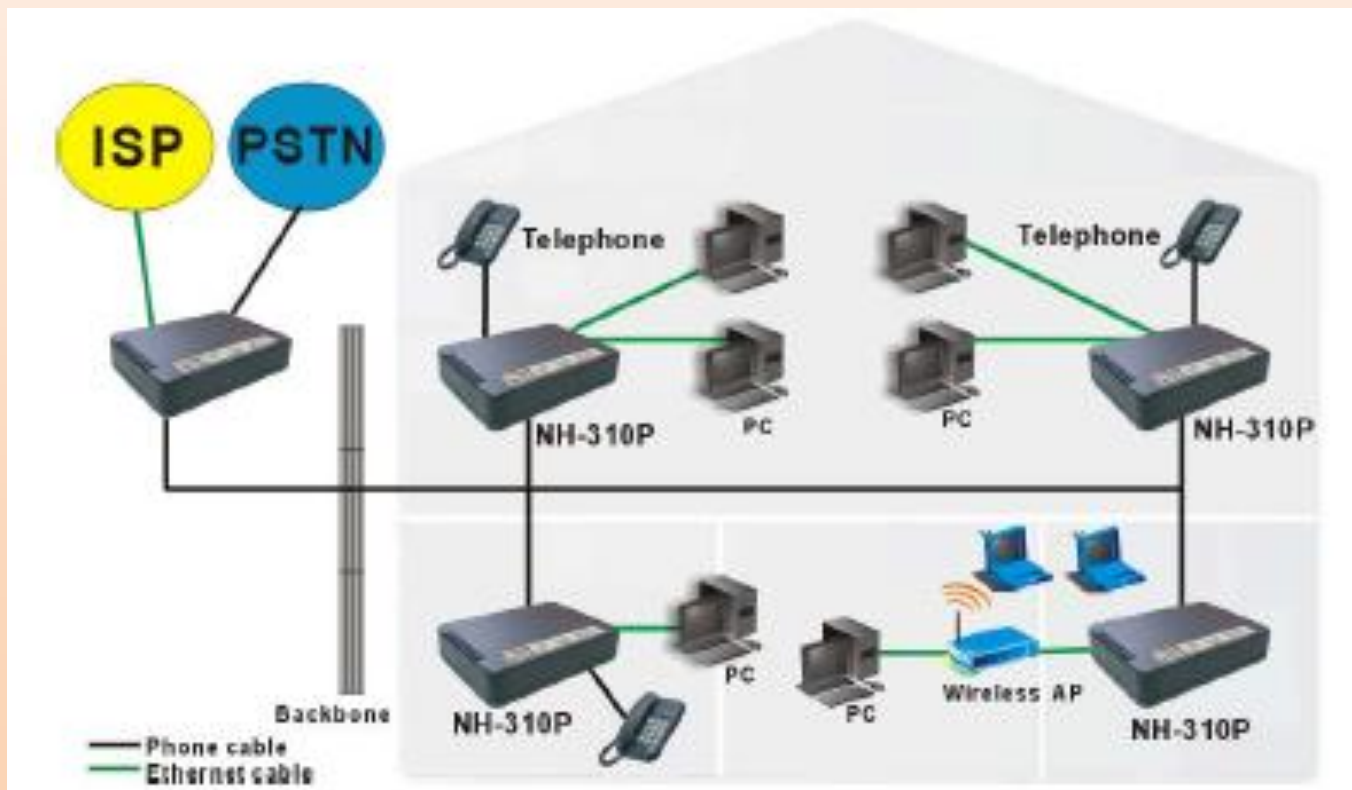 ISP
PSTN
Telephone
Telephone
PC
PC
NH-310P
NH-310P
PC
PC
Wireless AP
Backbone
NH-310P
NH-310P
Phone cable
Ethernet cable